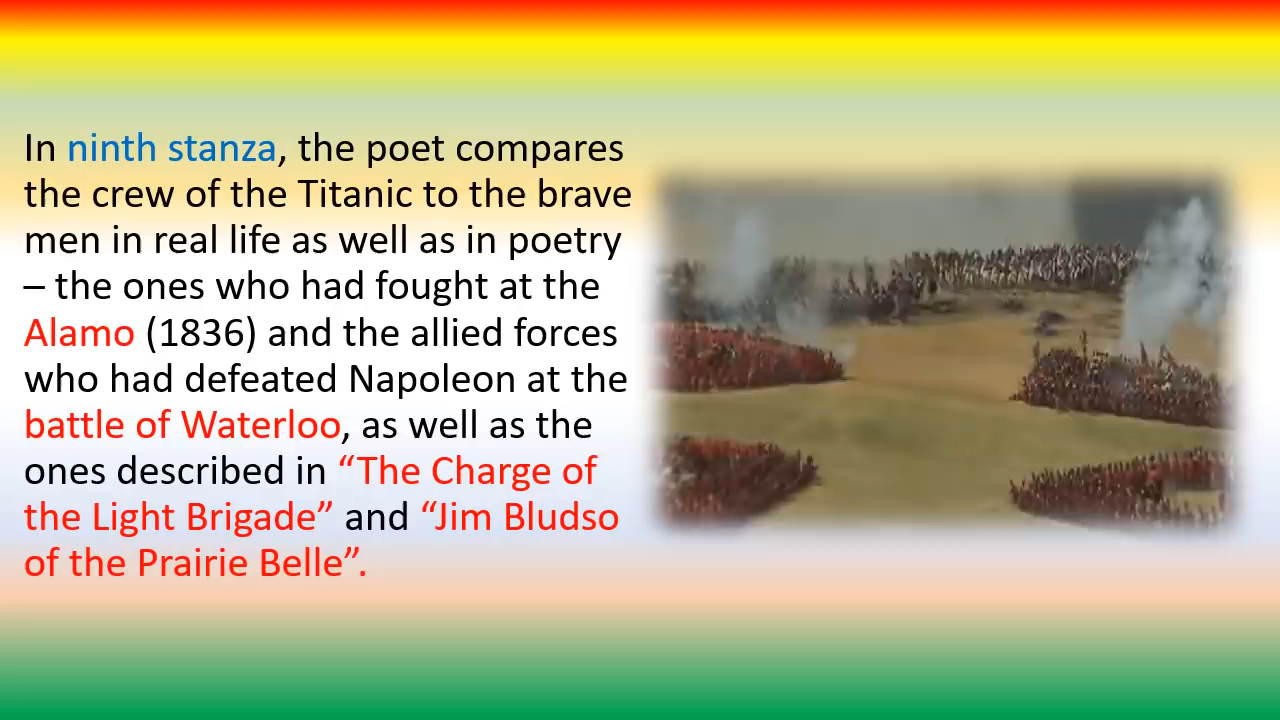 In ninth stanza, the poet compares
the crew of the Titanic to the brave
men in real life as well as in poetry
– the ones who had fought at the
Alamo (1836) and the allied forces
who had defeated Napoleon at the
battle of Waterloo, as well as the
ones described in “The Charge of
the Light Brigade” and “Jim Bludso
of the Prairie Belle”.